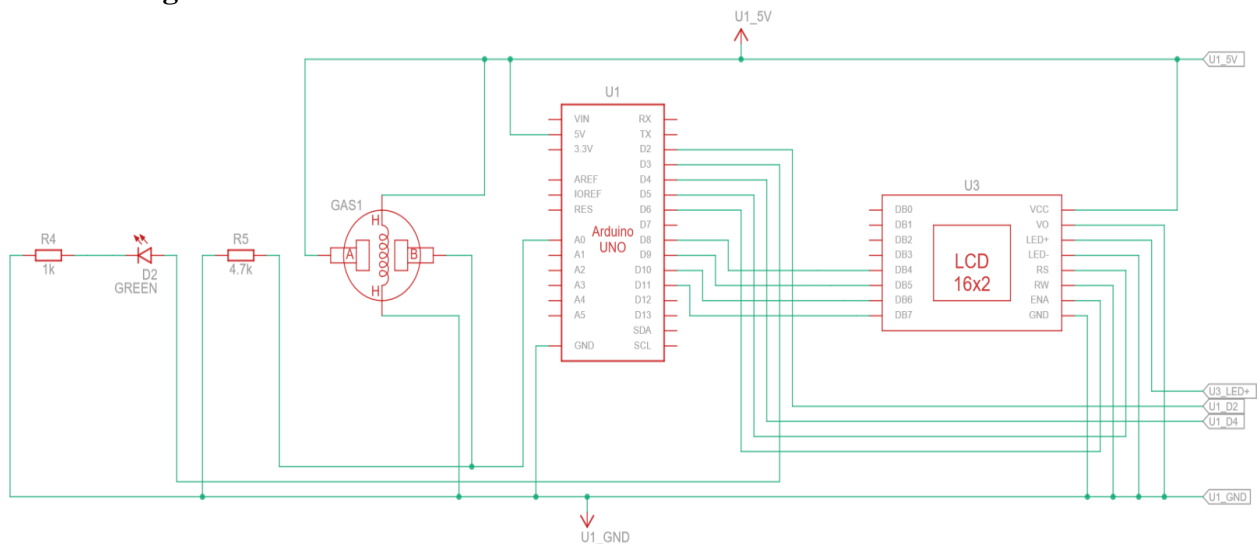 U1_5V
U1_5V
U1
VIN
5V
3.3V
AREF
IOREF
RES
A0
A1
A2
A3
A4
A5
GND
Arduino
UNO
RX
TX
D2
D3
D4
D5
D6
D7
D8
D9
D10
D11
D12
D13
SDA
SCL
GAS1
H
A
B
H
R4
1k
D2
GREEN
R5
4.7k
U3
DB0
DB1
DB2
DB3
DB4
DB5
DB6
DB7
LCD
16x2
VCC
VO
LED+
LED-
RS
RW
ENA
GND
U3_LED+
U1_D2
U1_D4
U1_GND
U1_GND